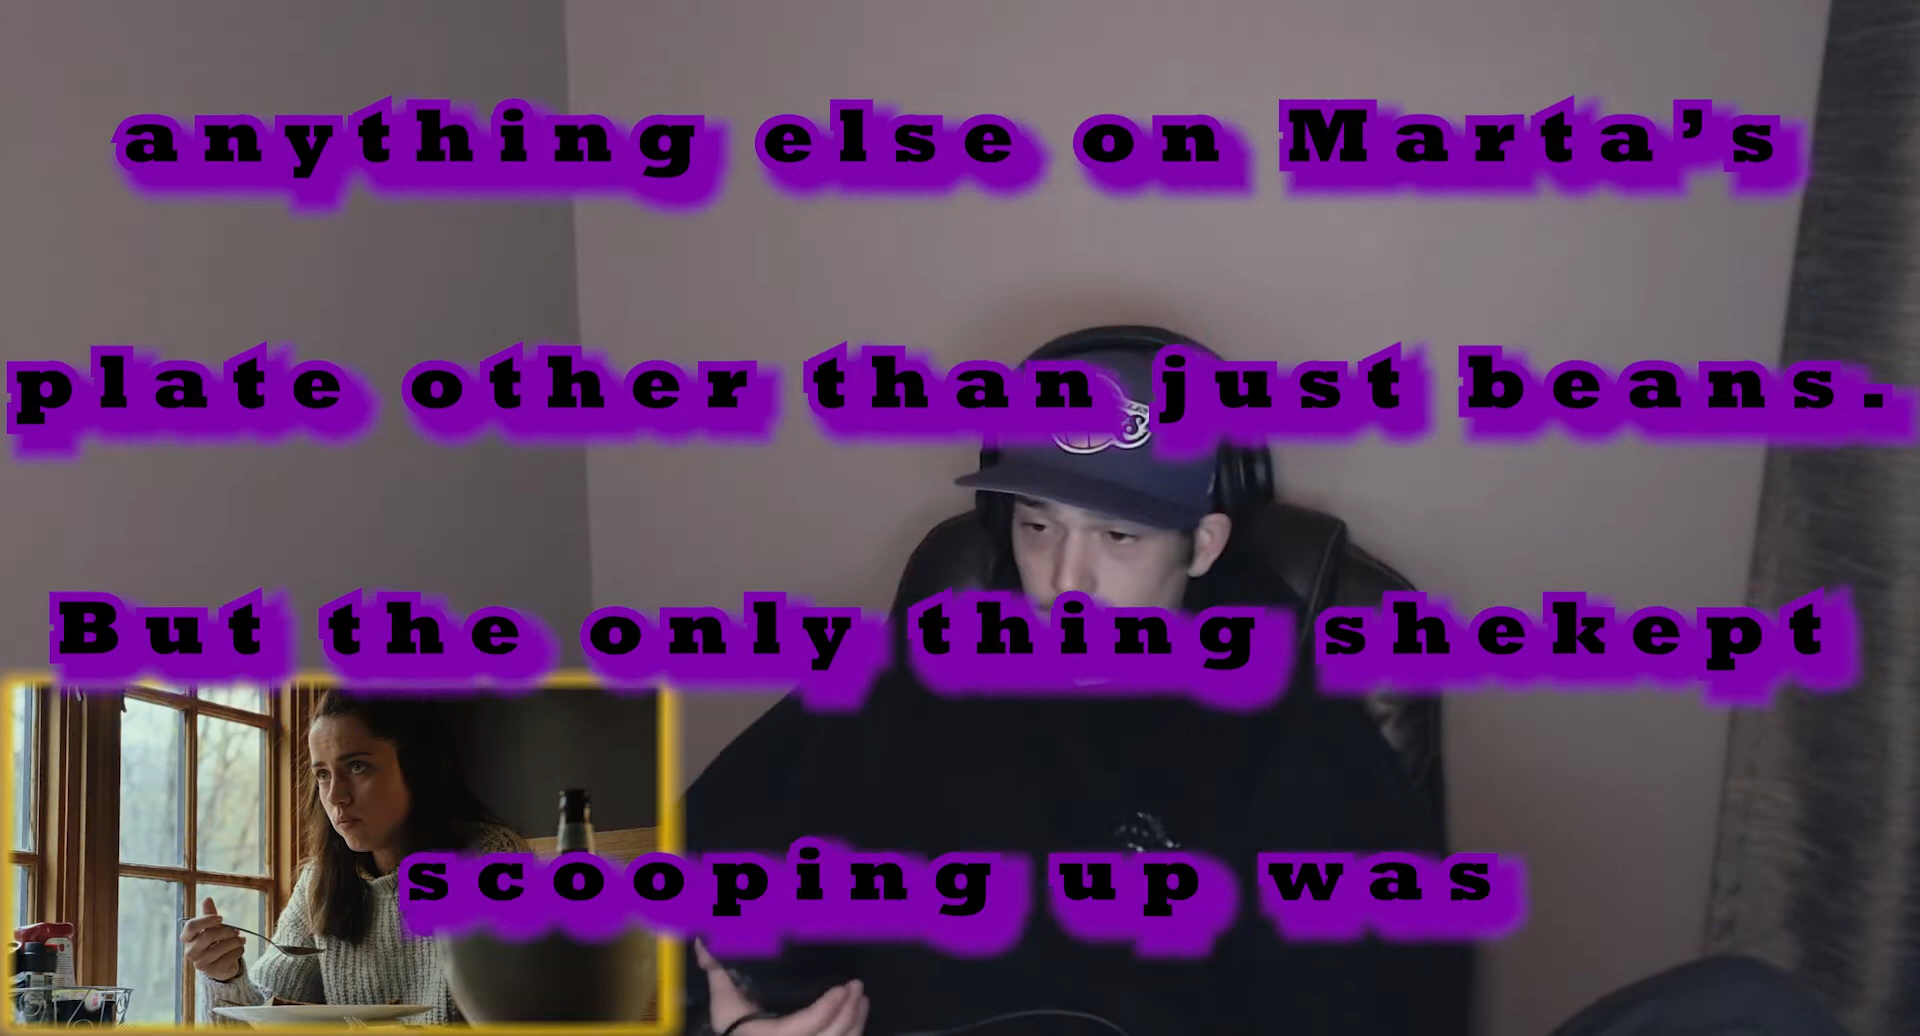 anything else on Marta’s
plate other than just beans.
But the only thing shekept
scooping up was